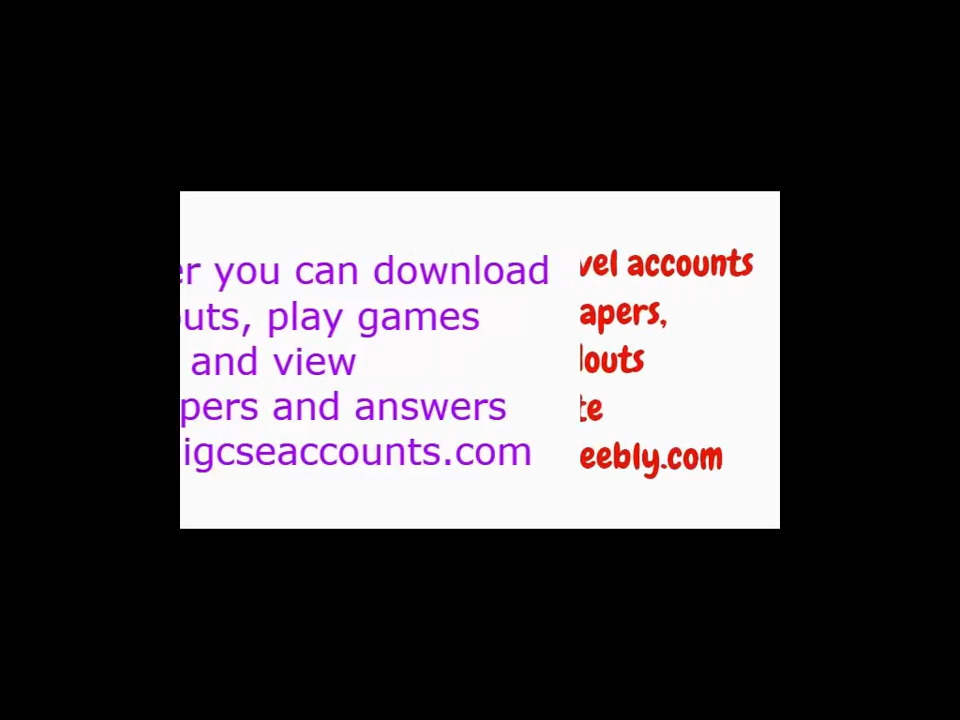 er you can download
outs, play games
and view
pers and answers
igcseaccounts.com
vel accounts
apers,
louts
te
eebly.com